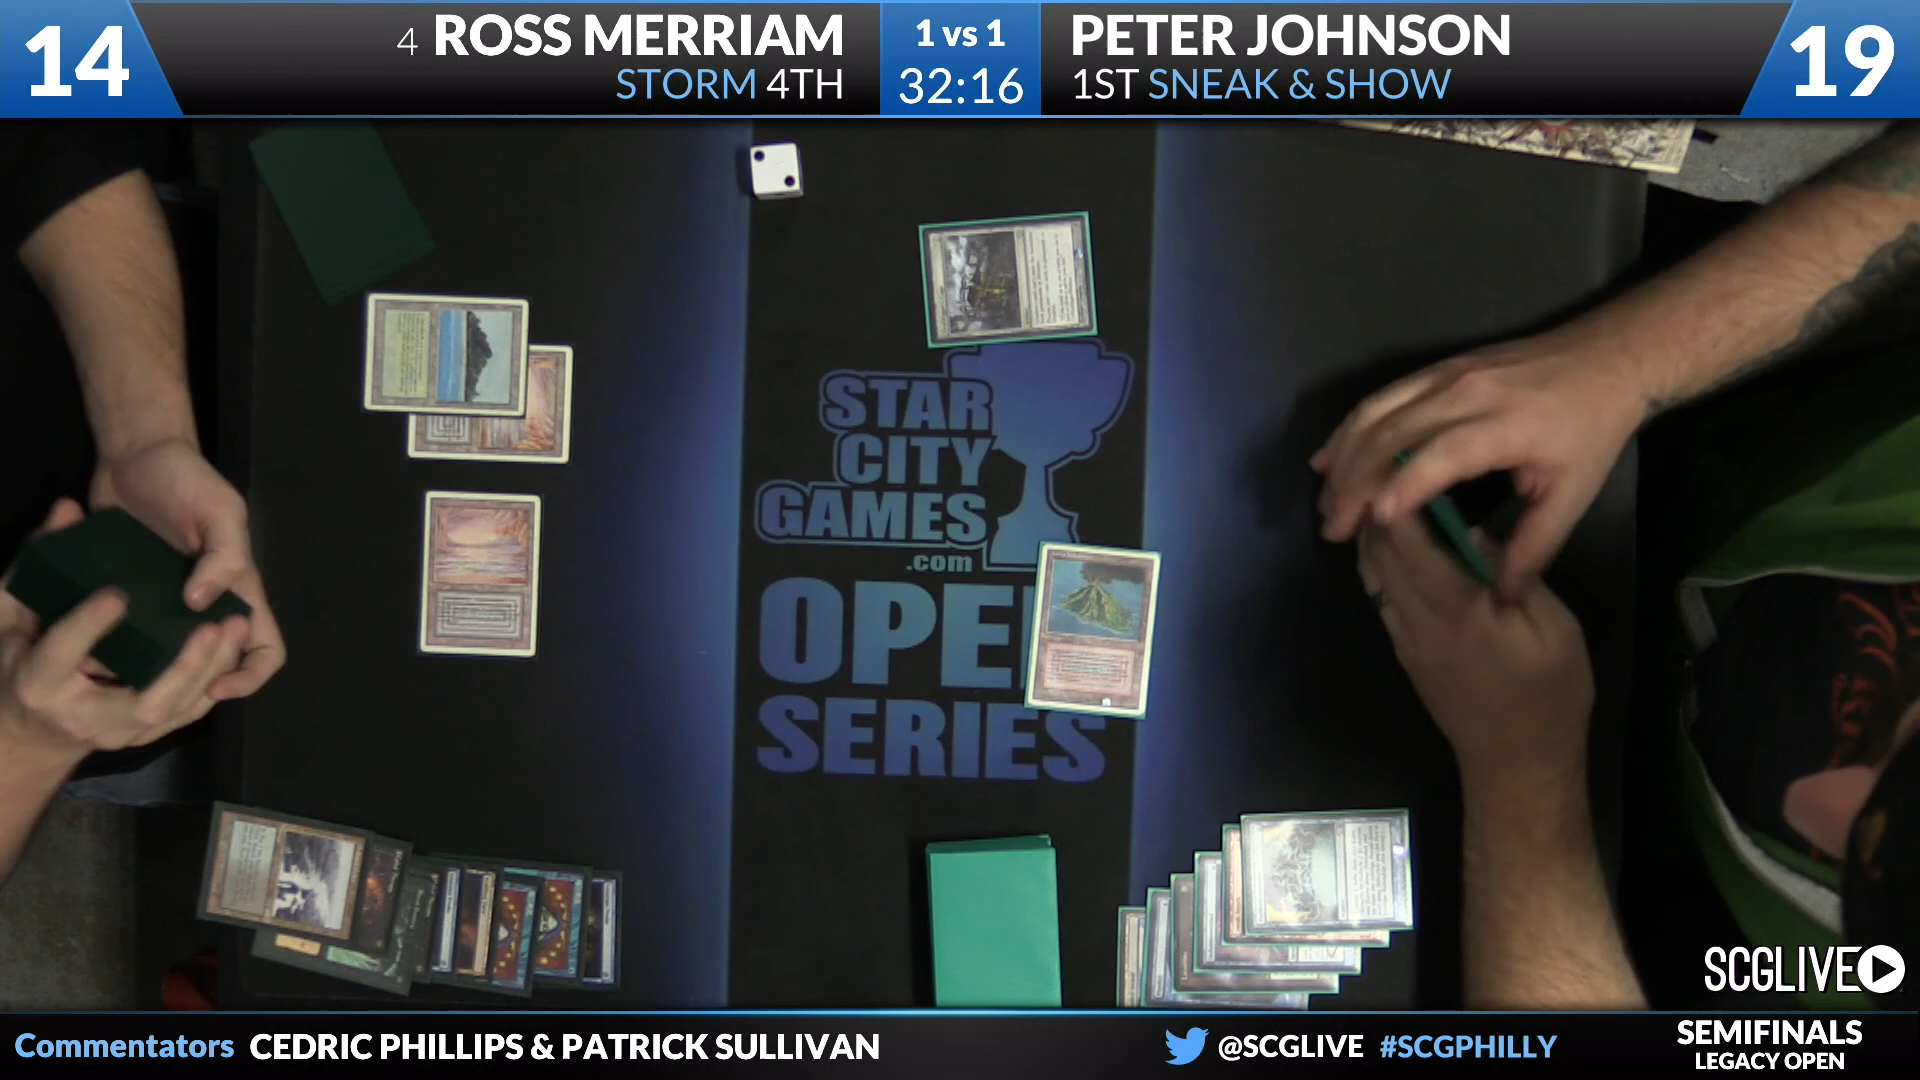 14
4 ROSS MERRIAM
STORM 4TH
1 vs 1
32:16
PETER JOHNSON
1ST SNEAK & SHOW
19
STAR
CITY
GAMES
.com
OPE
SERIES
SCGLIVE
Commentators CEDRIC PHILLIPS & PATRICK SULLIVAN
@SCGLIVE #SCGPHILLY
SEMIFINALS
LEGACY OPEN